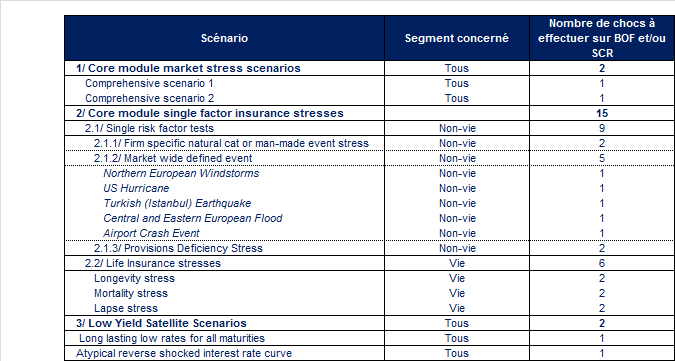 Scénario Segment concerné Nombre de chocs à effectuer sur BOF et/ou SCR
1/ Core module market stress scenarios Tous 2
Comprehensive scenario 1 Tous 1
Comprehensive scenario 2 Tous 1
2/ Core module single factor insurance stresses 15
2.1/ Single risk factor tests Non-vie 9
2.1.1/ Firm specific natural cat or man-made event stress Non-vie 2
2.1.2/ Market wide defined event Non-vie 5
Northern European Windstorms Non-vie 1
US Hurricane Non-vie 1
Turkish (Istanbul) Earthquake Non-vie 1
Central and Eastern European Flood Non-vie 1
Airport Crash Event Non-vie 1
2.1.3/ Provisions Deficiency Stress Non-vie 2
2.2/ Life Insurance stresses Vie 6
Longevity stress Vie 2
Mortality stress Vie 2
Lapse stress Vie 2
3/ Low Yield Satellite Scenarios Tous 2
Long lasting low rates for all maturities Tous 1
Atypical reverse shocked interest rate curve Tous 1